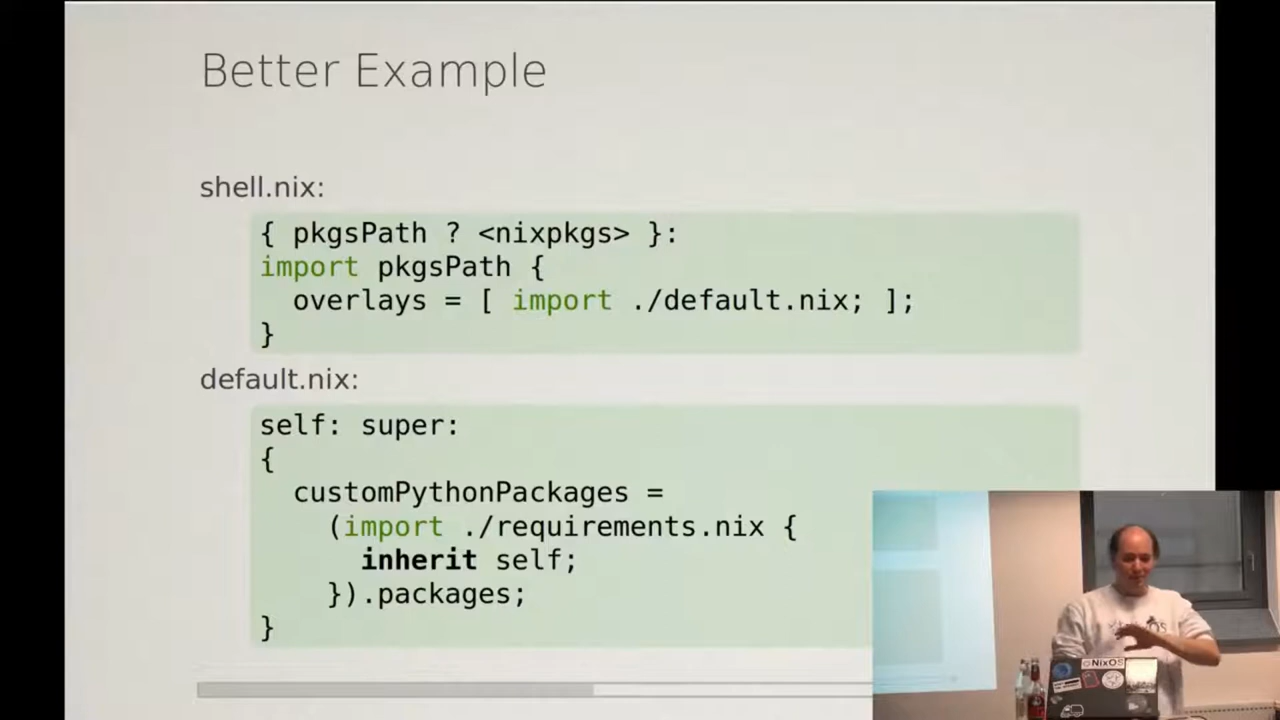 Better Example
shell.nix:
{ pkgsPath ? <nixpkgs> }:
import pkgsPath {
overlays = [ import ./default.nix; ];
}
default.nix:
self: super:
{
customPythonPackages =
(import ./requirements.nix {
inherit self;
}).packages;
}
NixOS